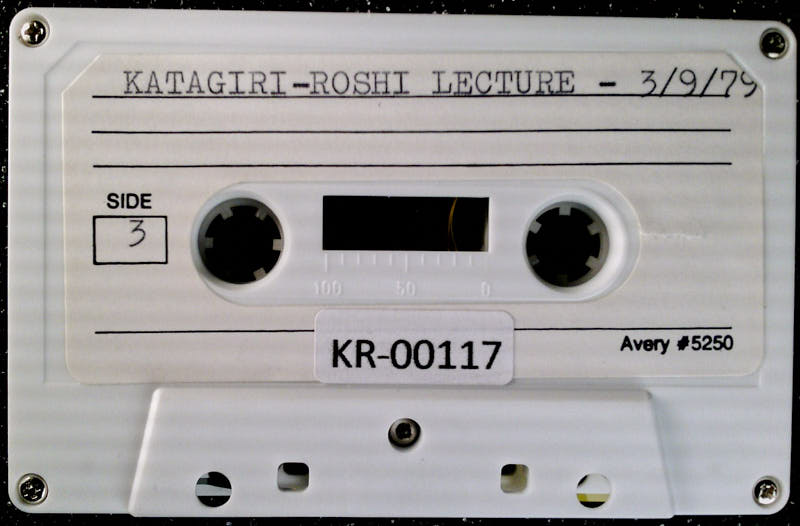 KATAGIRI-ROSHI LECTURE - 3/9/79
SIDE
3
100 50 0
Avery #5250
KR-00117